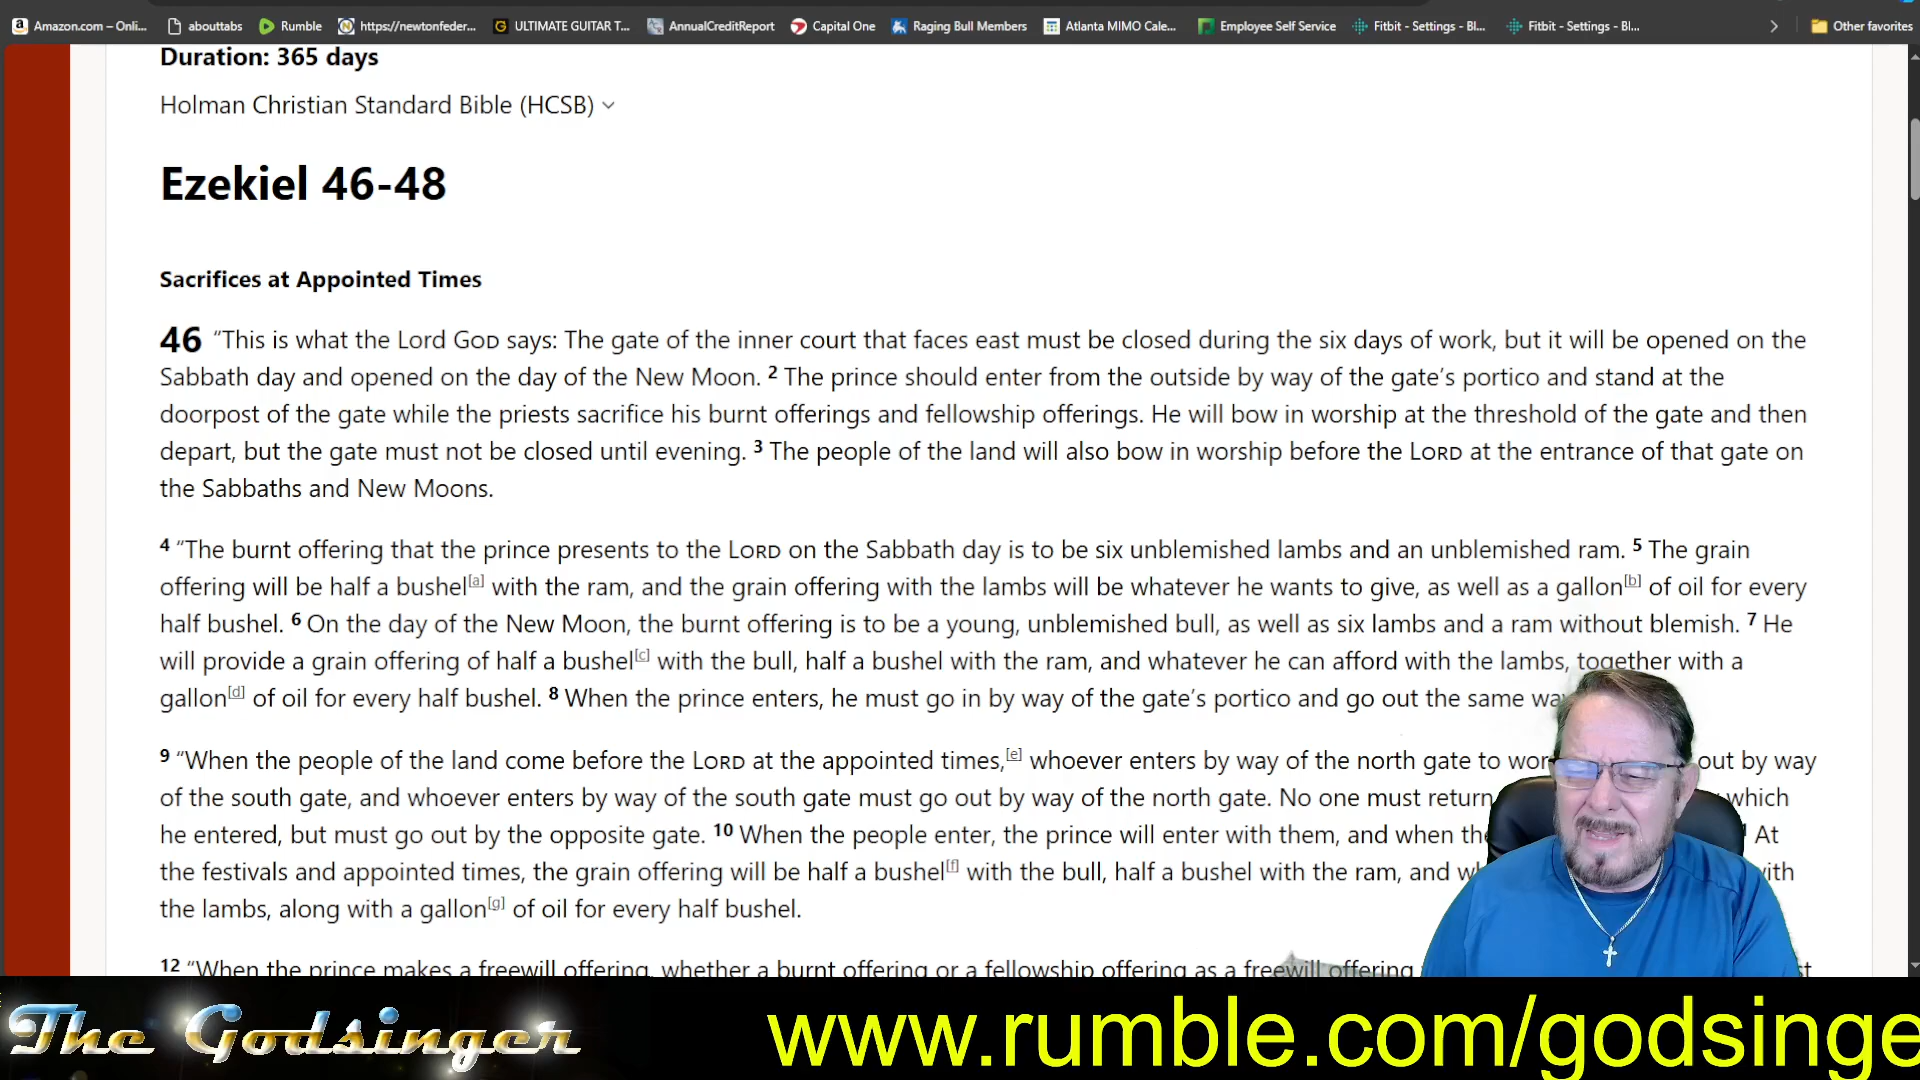 Amazon.com – Onli... abouttabs Rumble https://newtonfeder... ULTIMATE GUITAR T... AnnualCreditReport Capital One Raging Bull Members Atlanta MIMO Cale... Employee Self Service Fitbit - Settings - Bl... Fitbit - Settings - Bl... Other favorites
Duration: 365 days
Holman Christian Standard Bible (HCSB)
Ezekiel 46-48
Sacrifices at Appointed Times
46 “This is what the Lord GOD says: The gate of the inner court that faces east must be closed during the six days of work, but it will be opened on the
Sabbath day and opened on the day of the New Moon. 2 The prince should enter from the outside by way of the gate’s portico and stand at the
doorpost of the gate while the priests sacrifice his burnt offerings and fellowship offerings. He will bow in worship at the threshold of the gate and then
depart, but the gate must not be closed until evening. 3 The people of the land will also bow in worship before the LORD at the entrance of that gate on
the Sabbaths and New Moons.
4 “The burnt offering that the prince presents to the LORD on the Sabbath day is to be six unblemished lambs and an unblemished ram. 5 The grain
offering will be half a bushel[a] with the ram, and the grain offering with the lambs will be whatever he wants to give, as well as a gallon[b] of oil for every
half bushel. 6 On the day of the New Moon, the burnt offering is to be a young, unblemished bull, as well as six lambs and a ram without blemish. 7 He
will provide a grain offering of half a bushel[c] with the bull, half a bushel with the ram, and whatever he can afford with the lambs, together with a
gallon[d] of oil for every half bushel. 8 When the prince enters, he must go in by way of the gate’s portico and go out the same
9 “When the people of the land come before the LORD at the appointed times,[e] whoever enters by way of the north gate to out by way
of the south gate, and whoever enters by way of the south gate must go out by way of the north gate. No one must return which
he entered, but must go out by the opposite gate. 10 When the people enter, the prince will enter with them, and when At
the festivals and appointed times, the grain offering will be half a bushel[f] with the bull, half a bushel with the ram, and
the lambs, along with a gallon[g] of oil for every half bushel.
12 “When the prince makes a freewill offering, whether a burnt offering or a fellowship offering as a freewill offering
The Godsinger www.rumble.com/godsinge